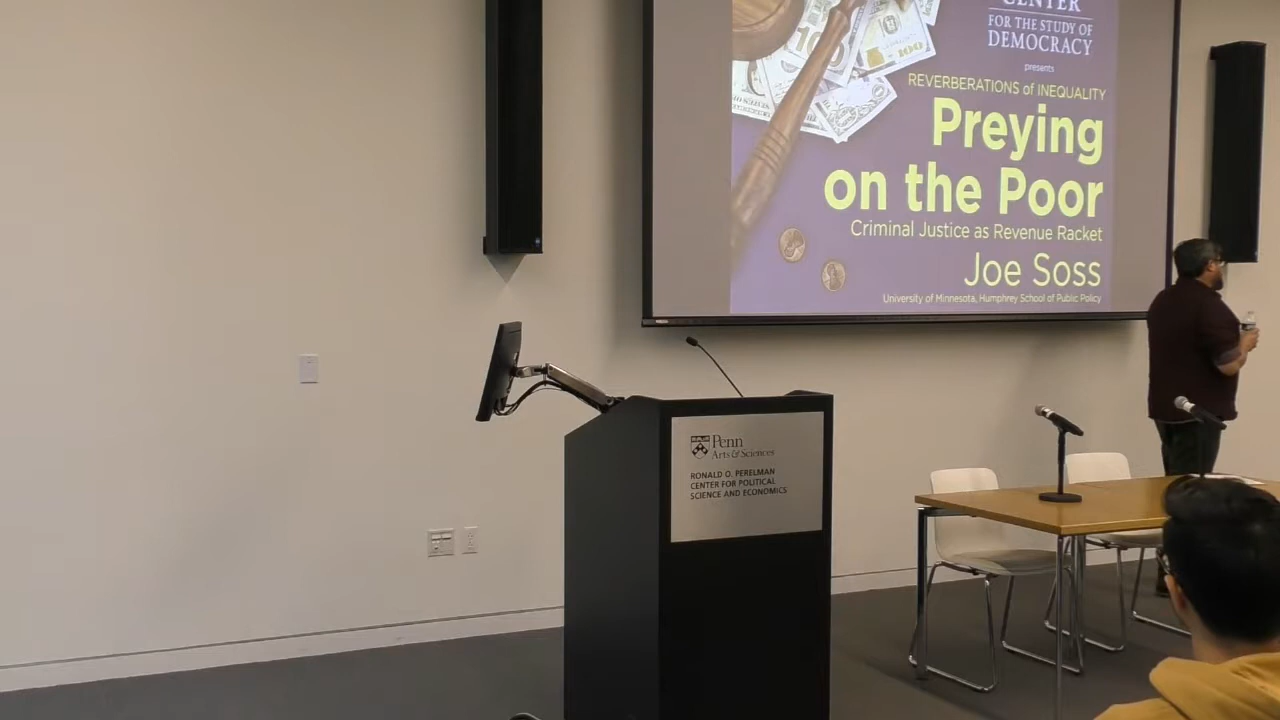 CENTER
FOR THE STUDY OF
DEMOCRACY
presents
REVERBERATIONS of INEQUALITY
Preying
on the Poor
Criminal Justice as Revenue Racket
Joe Soss
University of Minnesota, Humphrey School of Public Policy
Penn
Arts & Sciences
RONALD O. PERELMAN
CENTER FOR POLITICAL
SCIENCE AND ECONOMICS
100